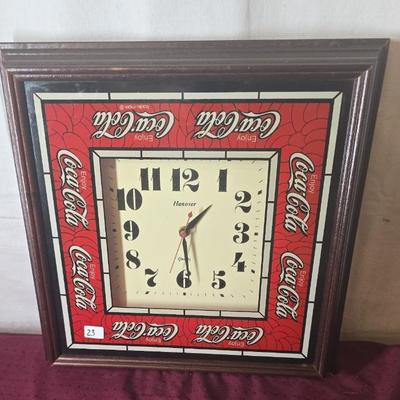 Enjoy
Coca-Cola
Trade-mark ®
Enjoy
Coca-Cola
Enjoy
Coca-Cola
Enjoy
Coca-Cola
Enjoy
Coca-Cola
Enjoy
Coca-Cola
Enjoy
Coca-Cola
Enjoy
Coca-Cola
11 12 1
10 2
Hanover
9 3
8 4
Quartz
7 6 5
23